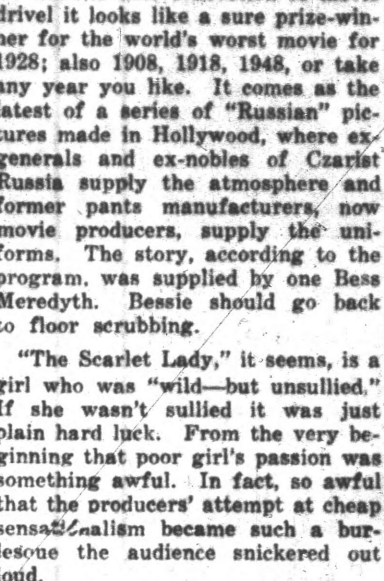 drivel it looks like a sure prize-win-
ner for the world's worst movie for
1928; also 1908, 1918, 1948, or take
any year you like. It comes as the
latest of a series of "Russian" pic-
tures made in Hollywood, where ex-
generals and ex-nobles of Czarist
Russia supply the atmosphere and
former pants manufacturers, now
movie producers, supply the uni-
forms. The story, according to the
program, was supplied by one Bess
Meredyth. Bessie should go back
to floor scrubbing.
"The Scarlet Lady," it seems, is a
girl who was "wild—but unsullied."
If she wasn't sullied it was just
plain hard luck. From the very be-
ginning that poor girl's passion was
something awful. In fact, so awful
that the producers' attempt at cheap
sensationalism became such a bur-
lesque the audience snickered out
loud.